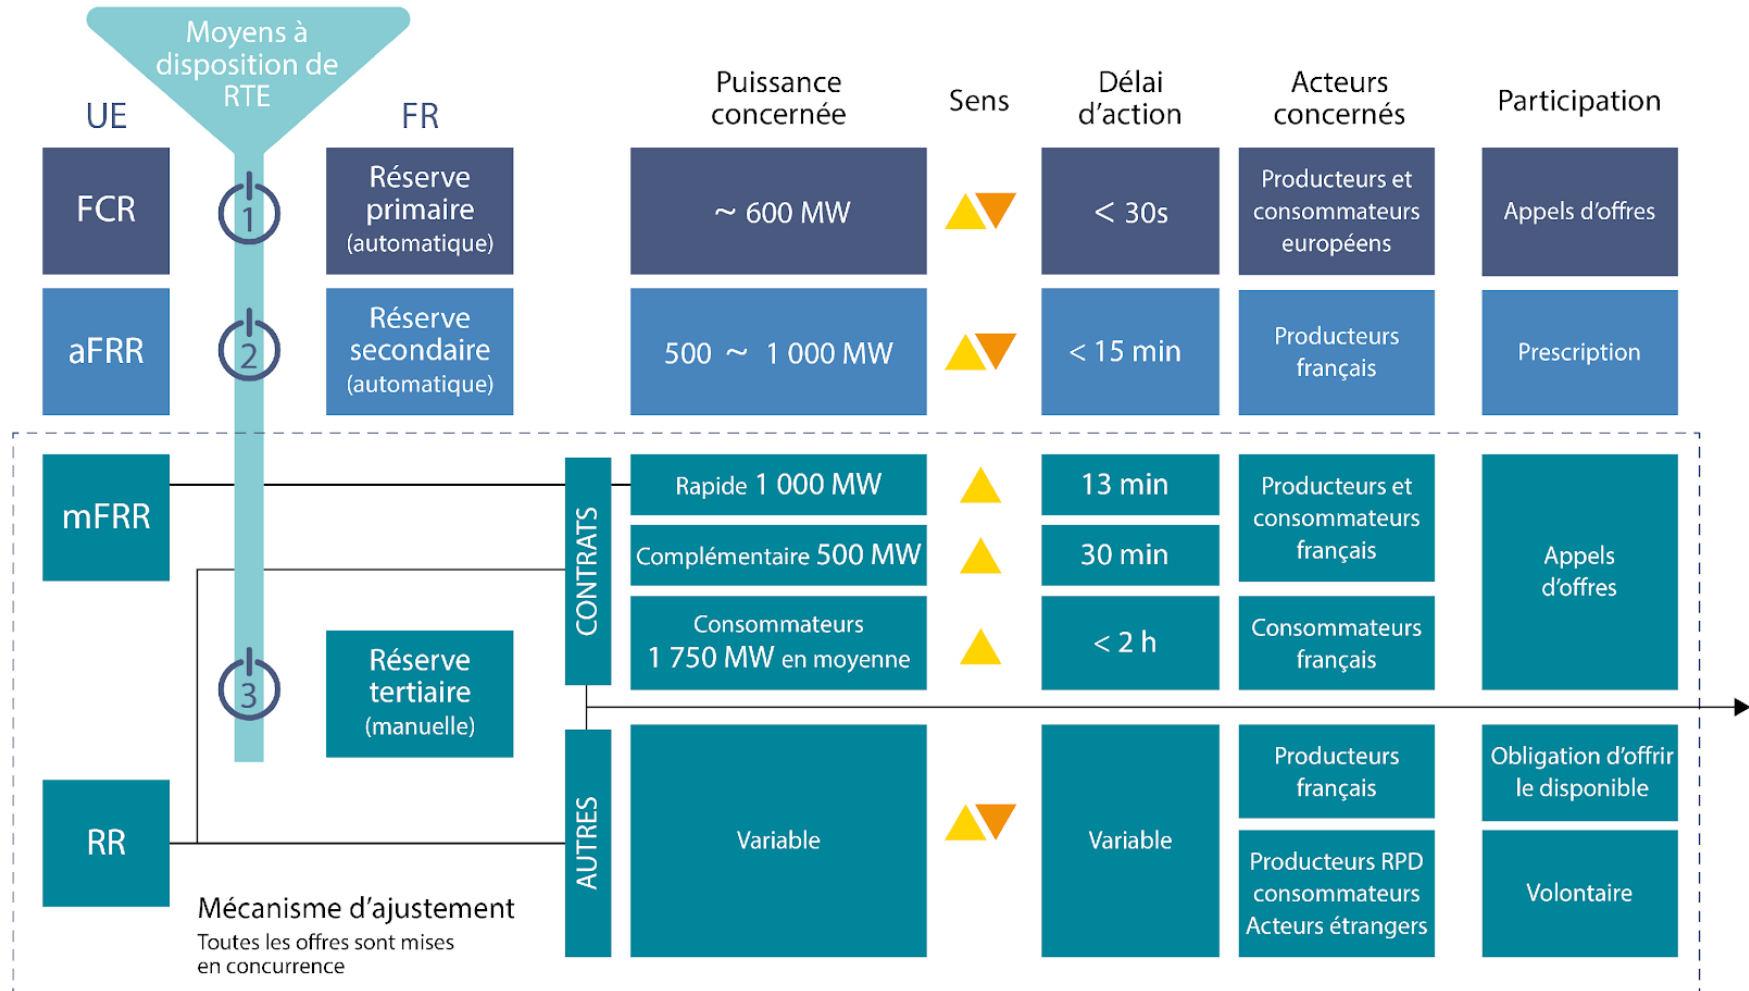 Moyens à
disposition de
RTE
UE
FR
Puissance
concernée
Sens
Délai
d'action
Acteurs
concernés
Participation
FCR
1
Réserve
primaire
(automatique)
~ 600 MW
< 30s
Producteurs et
consommateurs
européens
Appels d'offres
aFRR
2
Réserve
secondaire
(automatique)
500 ~ 1 000 MW
< 15 min
Producteurs
français
Prescription
mFRR
CONTRATS
Rapide 1 000 MW
13 min
Producteurs et
consommateurs
français
Appels
d'offres
Complémentaire 500 MW
30 min
3
Réserve
tertiaire
(manuelle)
Consommateurs
1 750 MW en moyenne
< 2 h
Consommateurs
français
RR
AUTRES
Variable
Variable
Producteurs
français
Obligation d'offrir
le disponible
Producteurs RPD
consommateurs
Acteurs étrangers
Volontaire
Mécanisme d'ajustement
Toutes les offres sont mises
en concurrence